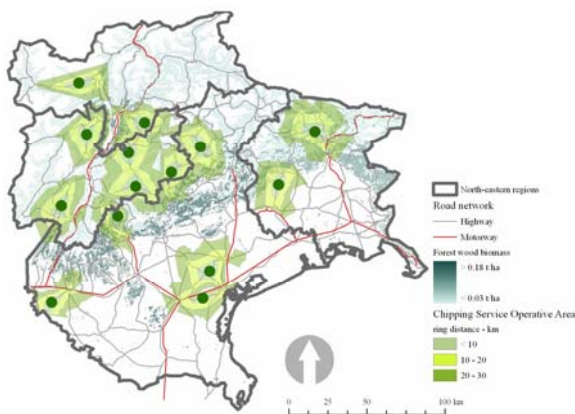 North-eastern regions
Road network
Highway
Motorway
Forest wood biomass
> 0.18 t/ha
< 0.03 t/ha
Chipping Service Operative Area
ring distance - km
< 10
10 - 20
20 - 30
0 25 50 100 km